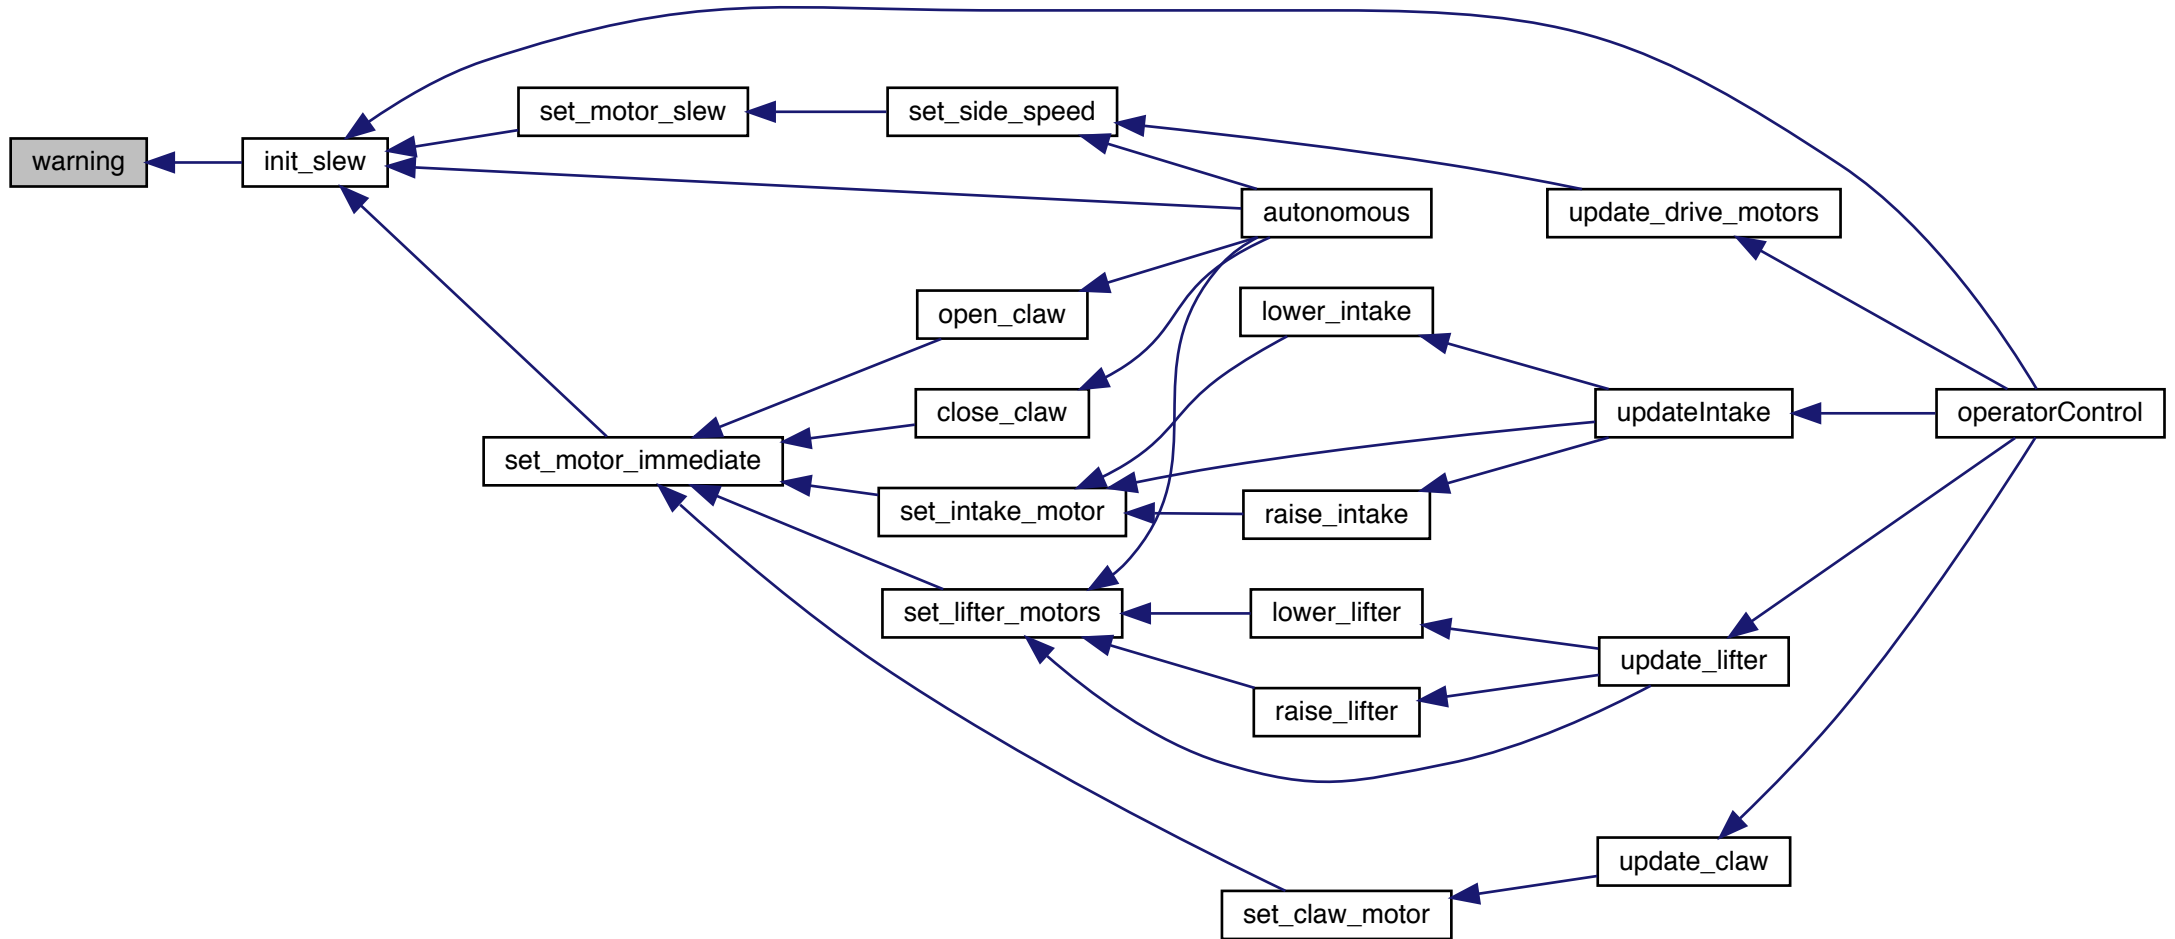 set_motor_slew
set_side_speed
warning
init_slew
autonomous
update_drive_motors
open_claw
lower_intake
close_claw
updateIntake
operatorControl
set_motor_immediate
set_intake_motor
raise_intake
set_lifter_motors
lower_lifter
update_lifter
raise_lifter
update_claw
set_claw_motor